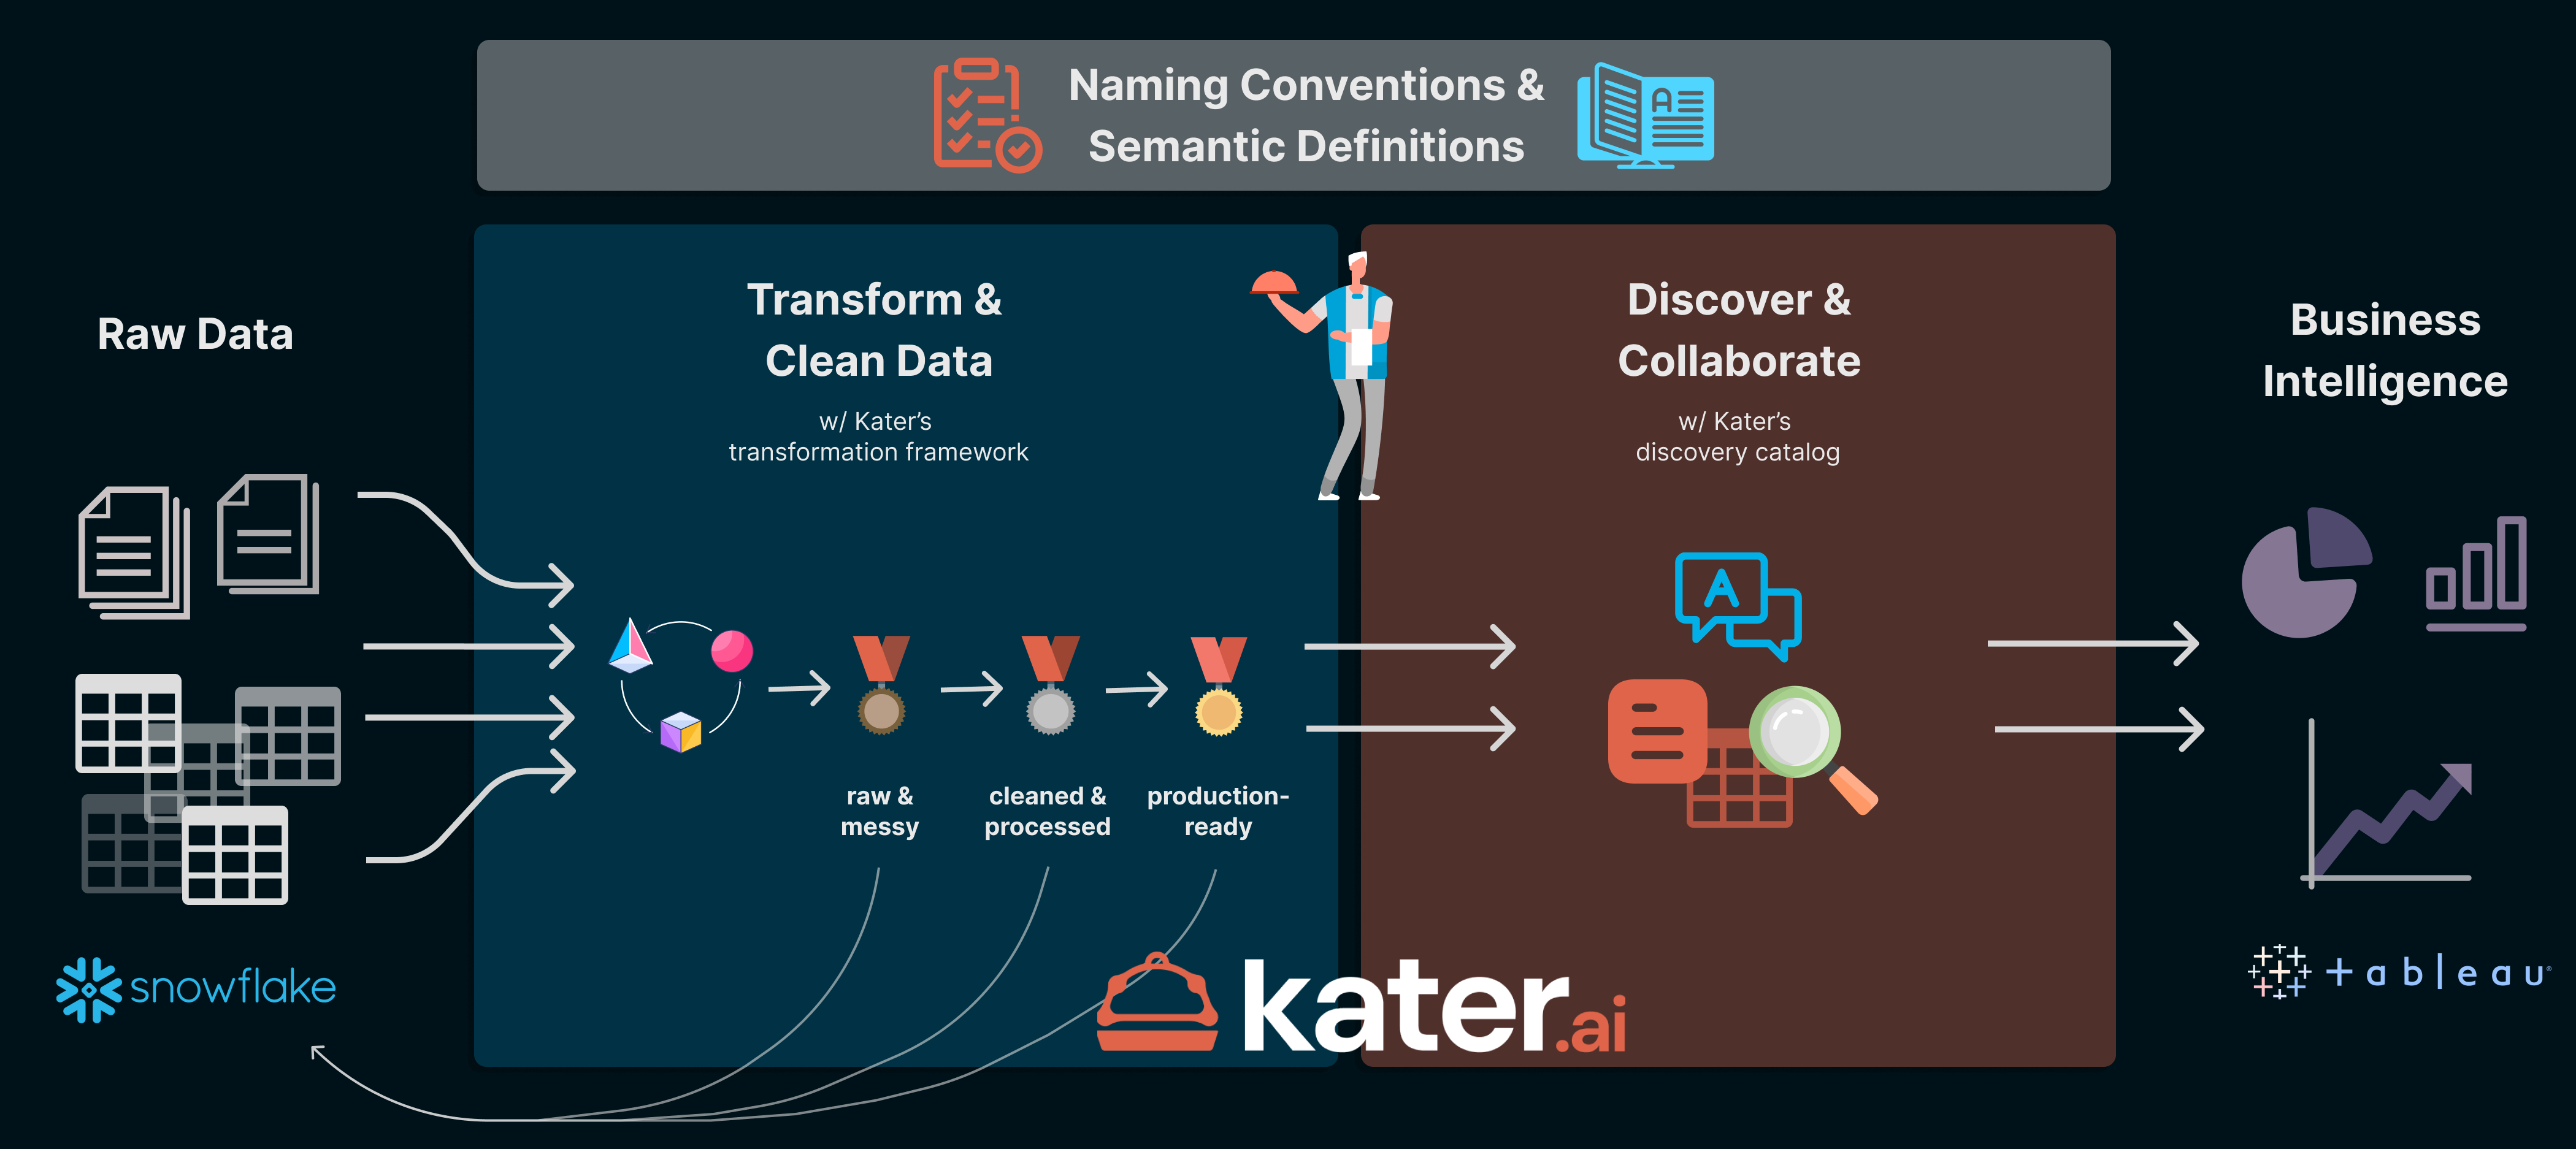 Naming Conventions &
Semantic Definitions
A
Raw Data
Transform &
Clean Data
w/ Kater’s
transformation framework
Discover &
Collaborate
w/ Kater’s
discovery catalog
Business
Intelligence
A
raw &
messy
cleaned &
processed
production-
ready
snowflake
kater.ai
+ableau®